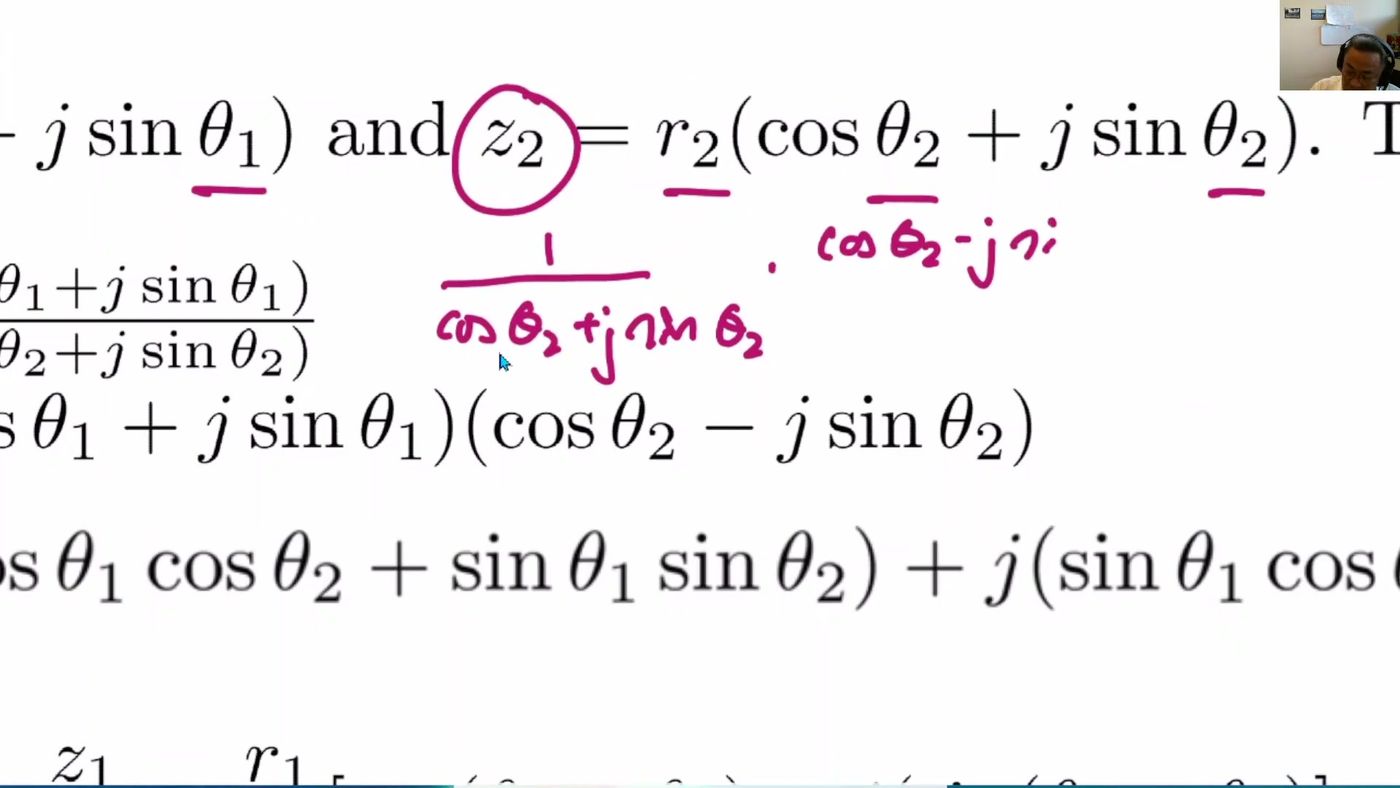 - j sin θ₁) and z₂ = r₂(cos θ₂ + j sin θ₂). T
1
cos θ₂ - j si
θ₁+j sin θ₁)
cos θ₂ +j sin θ₂ ·
θ₂+j sin θ₂)
s θ₁ + j sin θ₁)(cos θ₂ − j sin θ₂)
os θ₁ cos θ₂ + sin θ₁ sin θ₂) + j(sin θ₁ cos
z₁ r₁